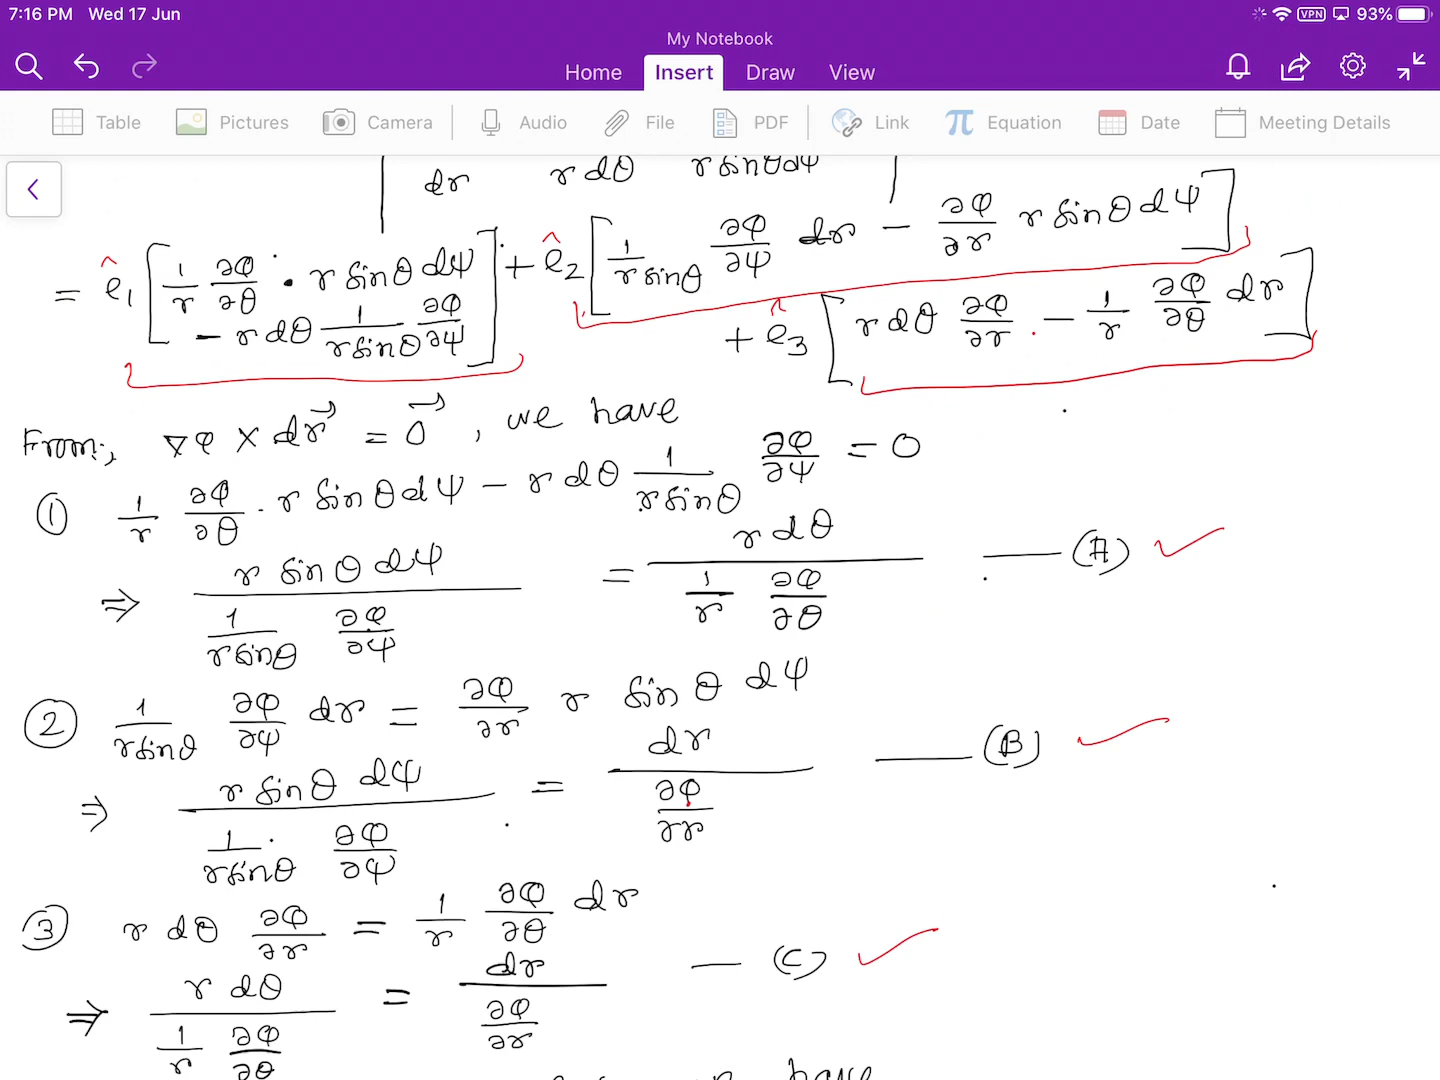 7:16 PM Wed 17 Jun VPN 93%
My Notebook
Home Insert Draw View
Table Pictures Camera Audio File PDF Link Equation Date Meeting Details
dr r dθ r sinθdψ
= ê₁ [ 1/r ∂φ/∂θ · r sinθ dψ - r dθ 1/(r sinθ) ∂φ/∂ψ ] + ê₂ [ 1/(r sinθ) ∂φ/∂ψ dr - ∂φ/∂r r sinθ dψ ]
+ ê₃ [ r dθ ∂φ/∂r - 1/r ∂φ/∂θ dr ]
From, ∇φ × dr⃗ = 0⃗, we have
① 1/r ∂φ/∂θ · r sinθ dψ - r dθ 1/(r sinθ) ∂φ/∂ψ = 0
⇒ r sinθ dψ / (1/(r sinθ) ∂φ/∂ψ) = r dθ / (1/r ∂φ/∂θ) — (A) ✓
② 1/(r sinθ) ∂φ/∂ψ dr = ∂φ/∂r r sinθ dψ
⇒ r sinθ dψ / (1/(r sinθ) ∂φ/∂ψ) = dr / (∂φ/∂r) — (B) ✓
③ r dθ ∂φ/∂r = 1/r ∂φ/∂θ dr
⇒ r dθ / (1/r ∂φ/∂θ) = dr / (∂φ/∂r) — (C) ✓
have